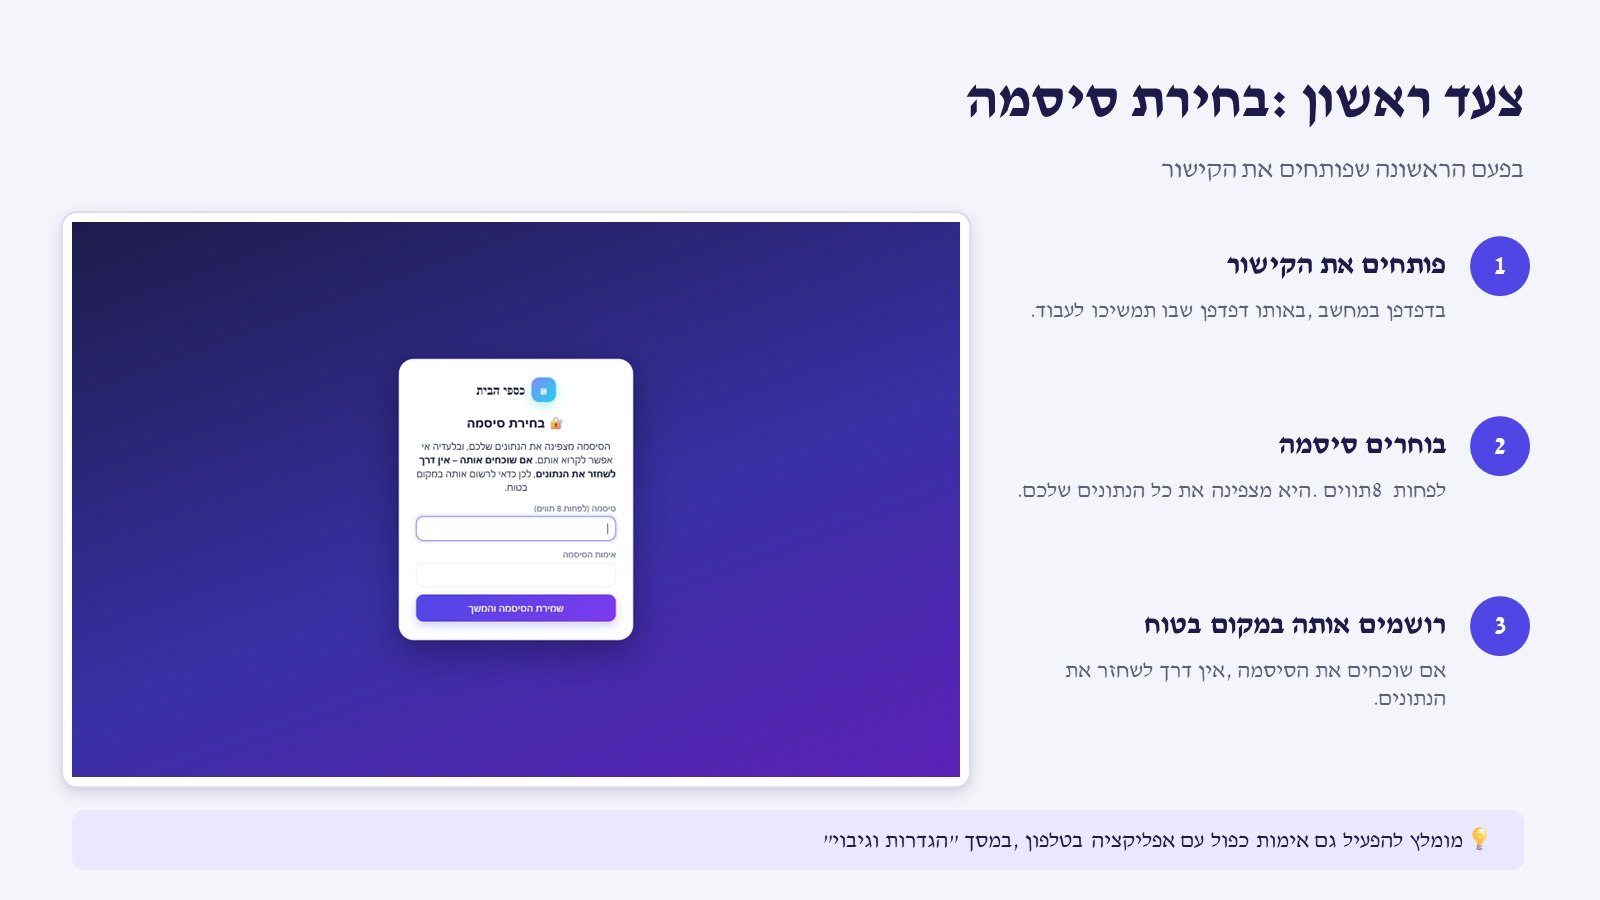 צעד ראשון :בחירת סיסמה
בפעם הראשונה שפותחים את הקישור
1
פותחים את הקישור
בדפדפן במחשב ,באותו דפדפן שבו תמשיכו לעבוד.
2
בוחרים סיסמה
לפחות 8תווים .היא מצפינה את כל הנתונים שלכם.
3
רושמים אותה במקום בטוח
אם שוכחים את הסיסמה ,אין דרך לשחזר את
הנתונים.
כספי הבית
🔐 בחירת סיסמה
הסיסמה מצפינה את הנתונים שלכם, ובלעדיה אי
אפשר לקרוא אותם. אם שוכחים אותה – אין דרך
לשחזר את הנתונים, לכן כדאי לרשום אותה במקום
בטוח.
סיסמה (לפחות 8 תווים)
אימות הסיסמה
שמירת הסיסמה והמשך
💡 מומלץ להפעיל גם אימות כפול עם אפליקציה בטלפון ,במסך "הגדרות וגיבוי"